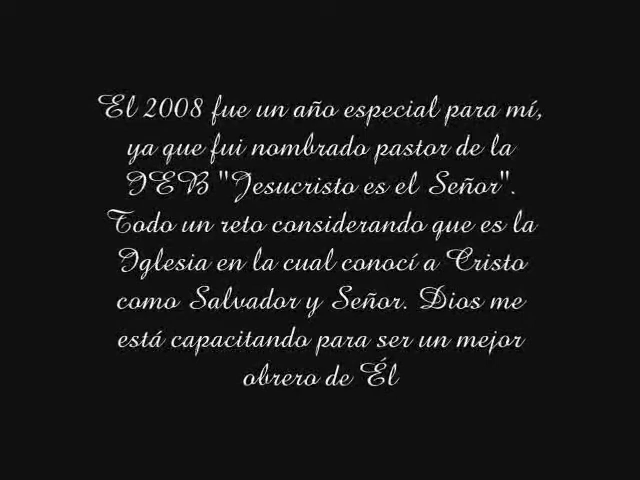 El 2008 fue un año especial para mí,
ya que fui nombrado pastor de la
IEB "Jesucristo es el Señor".
Todo un reto considerando que es la
Iglesia en la cual conocí a Cristo
como Salvador y Señor. Dios me
está capacitando para ser un mejor
obrero de Él